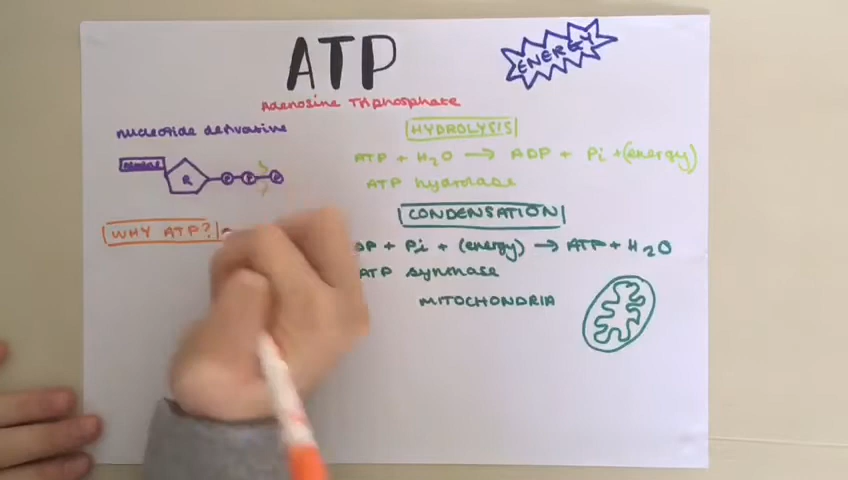 ATP
ENERGY
Adenosine Triphosphate
nucleotide derivative
HYDROLYSIS
R P P P
ATP + H2O → ADP + Pi + (energy)
ATP hydrolase
CONDENSATION
WHY ATP?
DP + Pi + (energy) → ATP + H2O
ATP synthase
MITOCHONDRIA